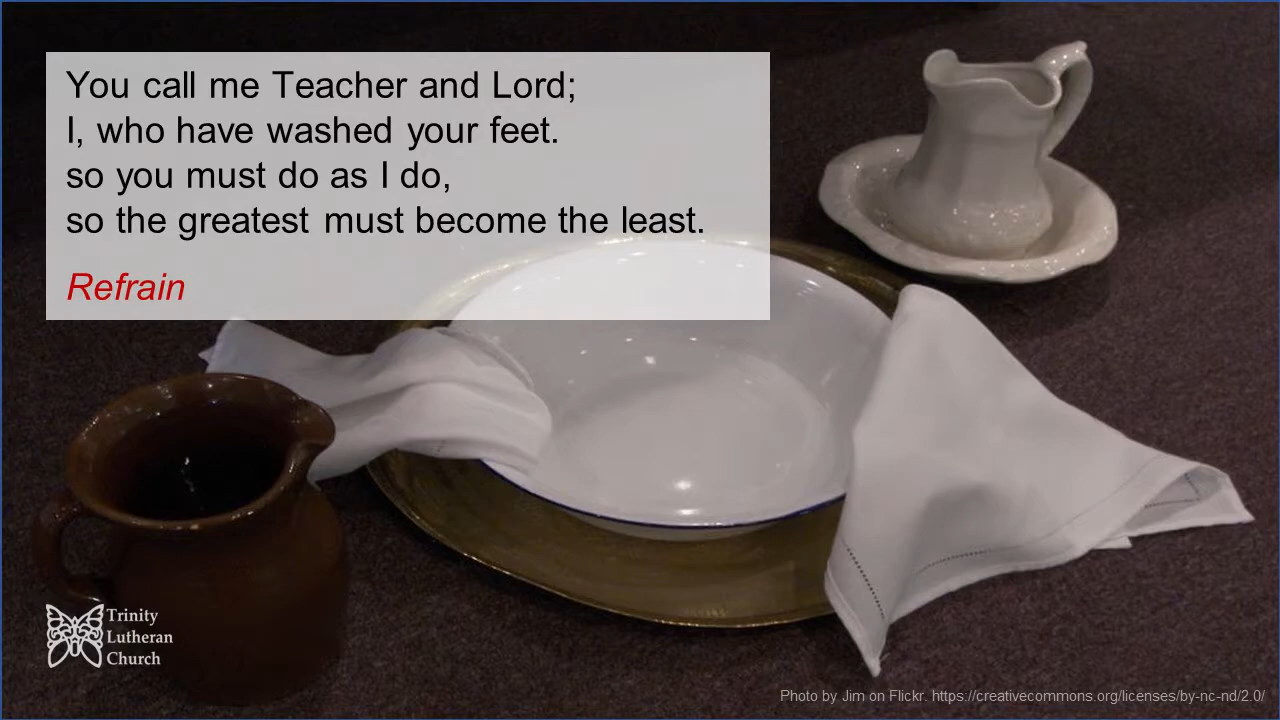 You call me Teacher and Lord;
I, who have washed your feet.
so you must do as I do,
so the greatest must become the least.
Refrain
Trinity
Lutheran
Church
Photo by Jim on Flickr. https://creativecommons.org/licenses/by-nc-nd/2.0/